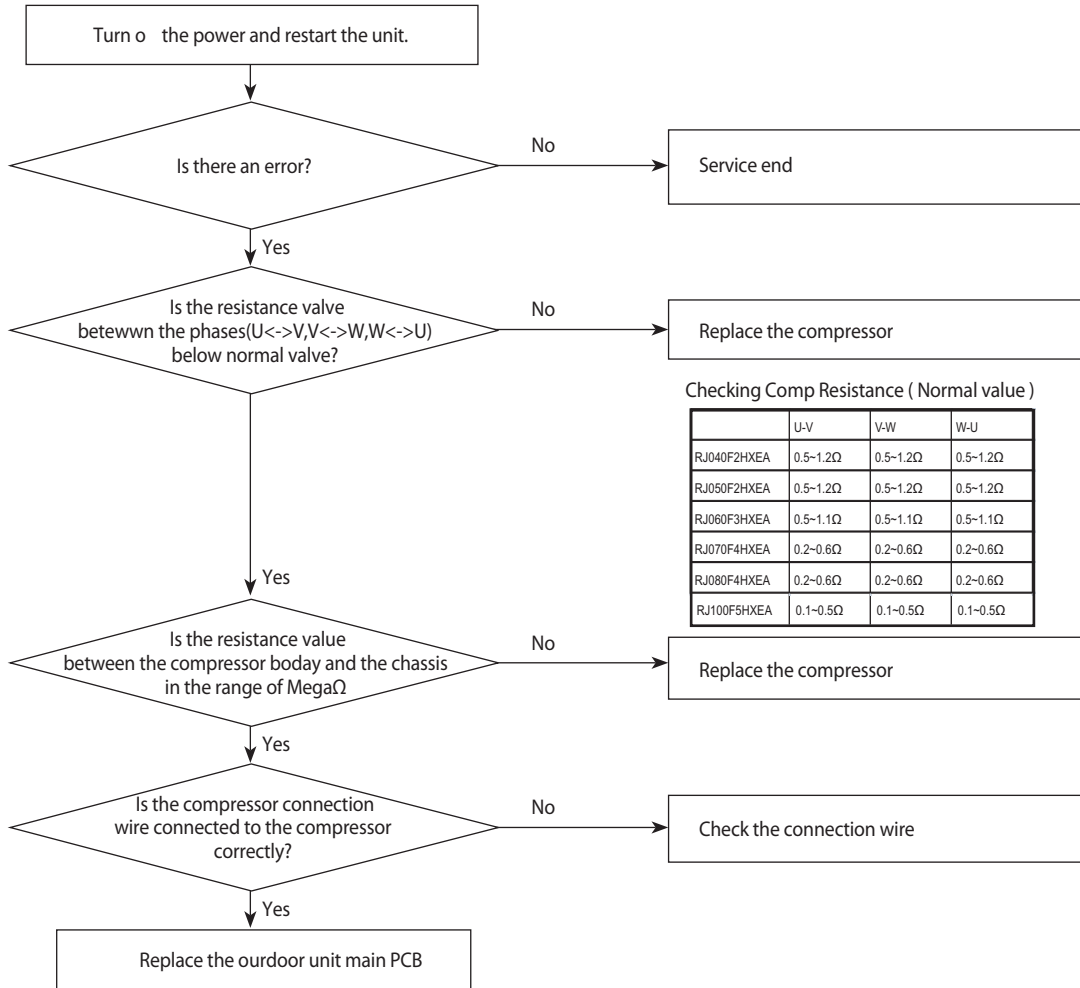 Turn o the power and restart the unit.
Is there an error?
No
Service end
Yes
Is the resistance valve
betewwn the phases(U<->V,V<->W,W<->U)
below normal valve?
No
Replace the compressor
Checking Comp Resistance ( Normal value )
U-V V-W W-U
RJ040F2HXEA 0.5~1.2Ω 0.5~1.2Ω 0.5~1.2Ω
RJ050F2HXEA 0.5~1.2Ω 0.5~1.2Ω 0.5~1.2Ω
RJ060F3HXEA 0.5~1.1Ω 0.5~1.1Ω 0.5~1.1Ω
RJ070F4HXEA 0.2~0.6Ω 0.2~0.6Ω 0.2~0.6Ω
RJ080F4HXEA 0.2~0.6Ω 0.2~0.6Ω 0.2~0.6Ω
RJ100F5HXEA 0.1~0.5Ω 0.1~0.5Ω 0.1~0.5Ω
Yes
Is the resistance value
between the compressor boday and the chassis
in the range of MegaΩ
No
Replace the compressor
Yes
Is the compressor connection
wire connected to the compressor
correctly?
No
Check the connection wire
Yes
Replace the ourdoor unit main PCB